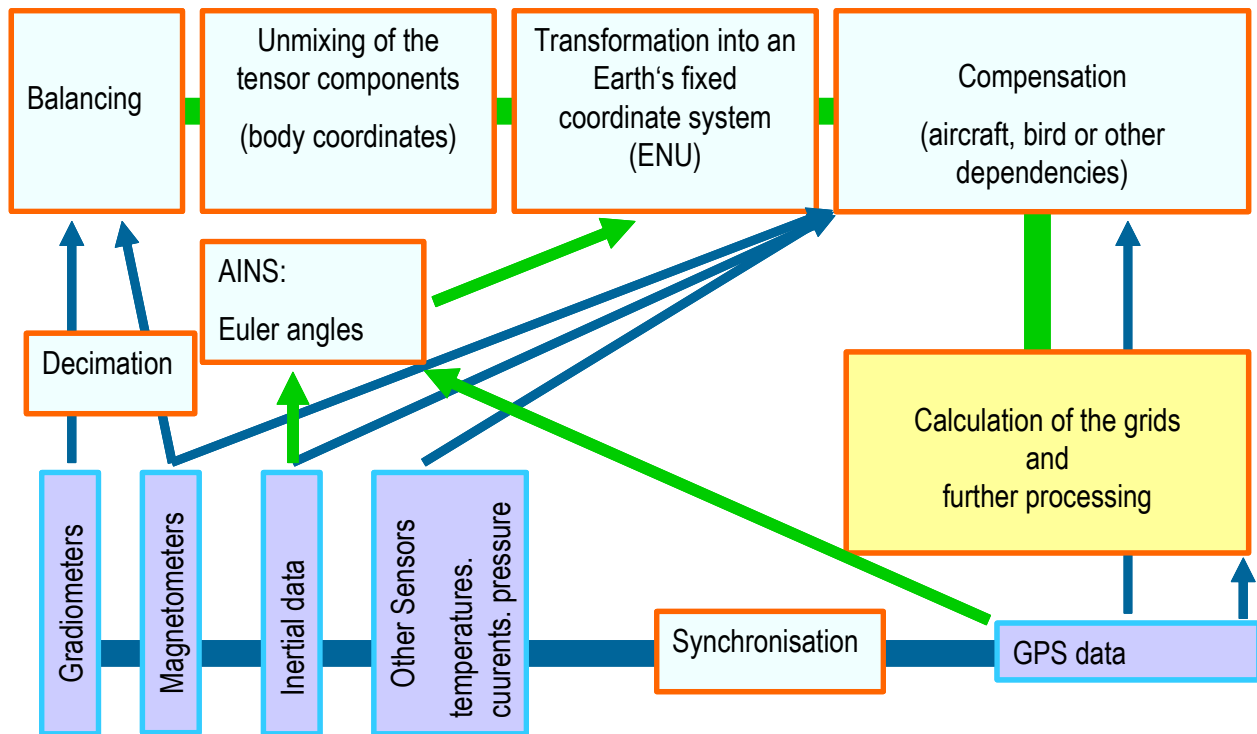 Balancing
Unmixing of the
tensor components
(body coordinates)
Transformation into an
Earth‘s fixed
coordinate system
(ENU)
Compensation
(aircraft, bird or other
dependencies)
AINS:
Euler angles
Decimation
Calculation of the grids
and
further processing
Gradiometers
Magnetometers
Inertial data
Other Sensors
temperatures.
cuurents. pressure
Synchronisation
GPS data